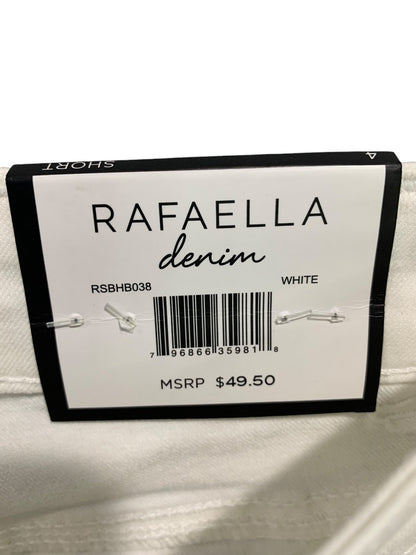 SHORT 4
RAFAELLA
denim
RSBHB038 WHITE
7 96866 35981 8
MSRP $49.50